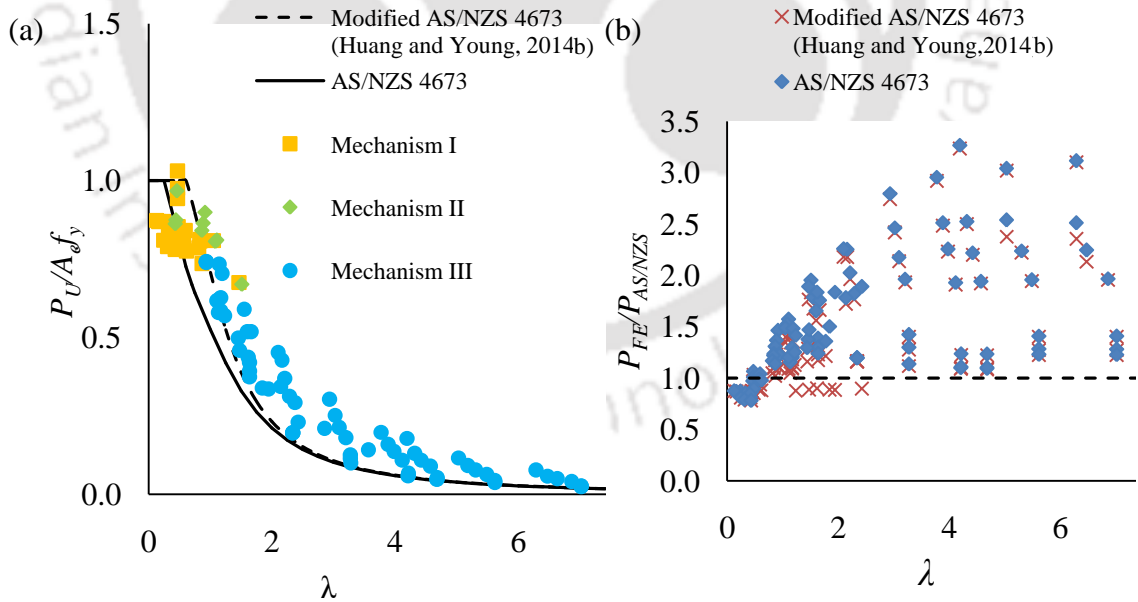 (a)
1.5
1.0
0.5
0.0
P_U/A_e f_y
0 2 4 6
λ
Modified AS/NZS 4673
(Huang and Young, 2014b)
AS/NZS 4673
Mechanism I
Mechanism II
Mechanism III
(b)
Modified AS/NZS 4673
(Huang and Young,2014b)
AS/NZS 4673
3.5
3.0
2.5
2.0
1.5
1.0
0.5
0.0
P_FE/P_AS/NZS
0 2 4 6
λ